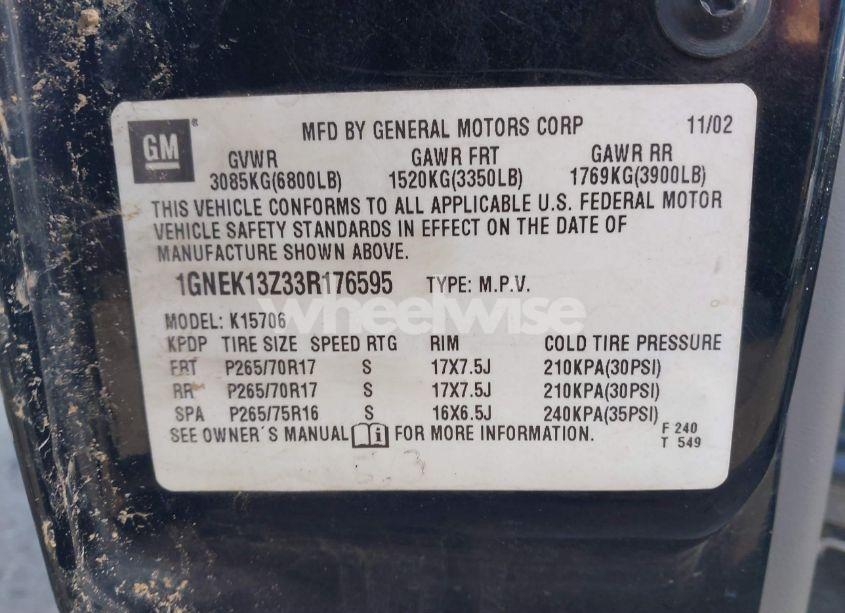 GM ®
MFD BY GENERAL MOTORS CORP 11/02
GVWR GAWR FRT GAWR RR
3085KG(6800LB) 1520KG(3350LB) 1769KG(3900LB)
THIS VEHICLE CONFORMS TO ALL APPLICABLE U.S. FEDERAL MOTOR
VEHICLE SAFETY STANDARDS IN EFFECT ON THE DATE OF
MANUFACTURE SHOWN ABOVE.
1GNEK13Z33R176595 TYPE: M.P.V.
wheelwise
MODEL: K15706
KPDP TIRE SIZE SPEED RTG RIM COLD TIRE PRESSURE
FRT P265/70R17 S 17X7.5J 210KPA(30PSI)
RR P265/70R17 S 17X7.5J 210KPA(30PSI)
SPA P265/75R16 S 16X6.5J 240KPA(35PSI)
SEE OWNER'S MANUAL i FOR MORE INFORMATION.
F 240
T 549